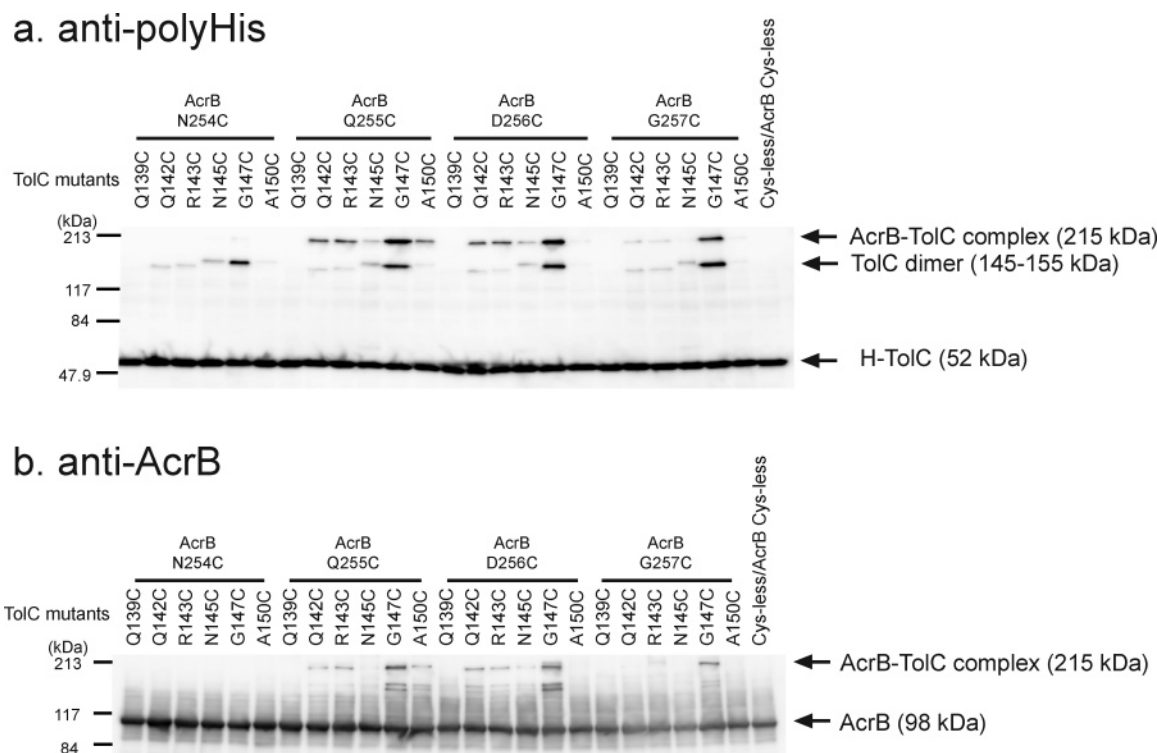 a. anti-polyHis
AcrB
N254C
AcrB
Q255C
AcrB
D256C
AcrB
G257C
Cys-less/AcrB Cys-less
TolC mutants
Q139C
Q142C
R143C
N145C
G147C
A150C
Q139C
Q142C
R143C
N145C
G147C
A150C
Q139C
Q142C
R143C
N145C
G147C
A150C
Q139C
Q142C
R143C
N145C
G147C
A150C
(kDa)
213
117
84
47.9
AcrB-TolC complex (215 kDa)
TolC dimer (145-155 kDa)
H-TolC (52 kDa)
b. anti-AcrB
AcrB
N254C
AcrB
Q255C
AcrB
D256C
AcrB
G257C
Cys-less/AcrB Cys-less
TolC mutants
Q139C
Q142C
R143C
N145C
G147C
A150C
Q139C
Q142C
R143C
N145C
G147C
A150C
Q139C
Q142C
R143C
N145C
G147C
A150C
Q139C
Q142C
R143C
N145C
G147C
A150C
(kDa)
213
117
84
AcrB-TolC complex (215 kDa)
AcrB (98 kDa)